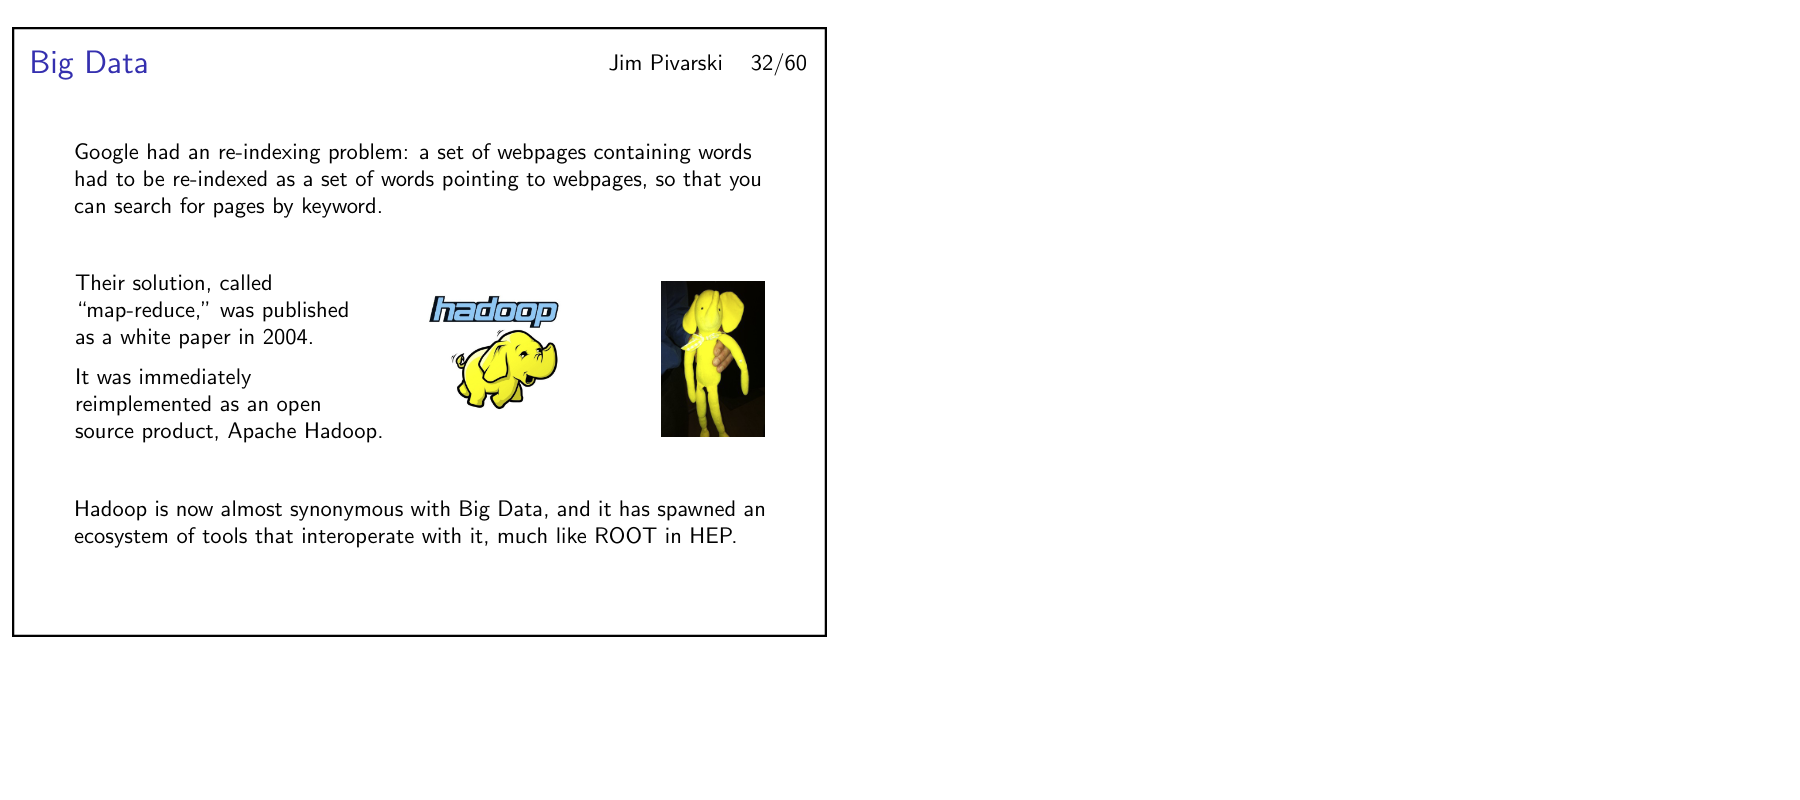 Big Data
Jim Pivarski 32/60
Google had an re-indexing problem: a set of webpages containing words
had to be re-indexed as a set of words pointing to webpages, so that you
can search for pages by keyword.
Their solution, called
“map-reduce,” was published
as a white paper in 2004.
It was immediately
reimplemented as an open
source product, Apache Hadoop.
hadoop
Hadoop is now almost synonymous with Big Data, and it has spawned an
ecosystem of tools that interoperate with it, much like ROOT in HEP.